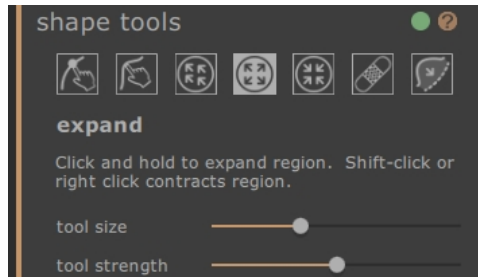 shape tools
?
expand
Click and hold to expand region.  Shift-click or
right click contracts region.
tool size
tool strength